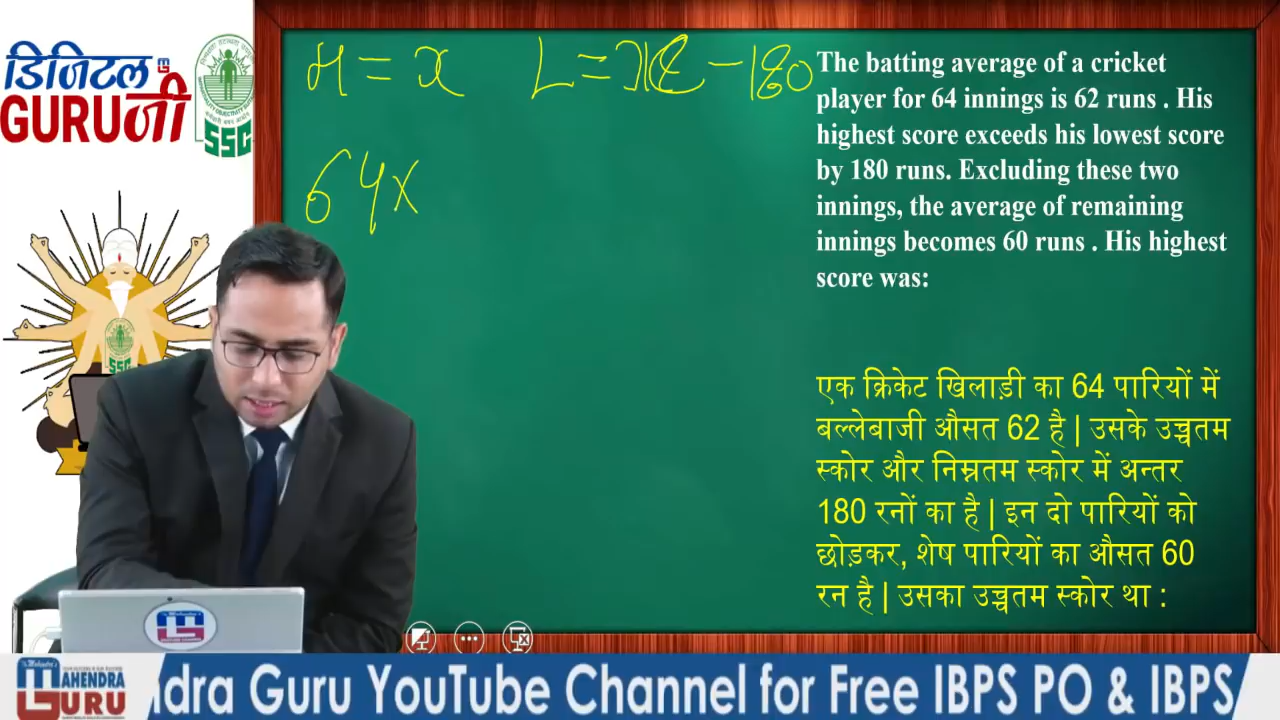 डिजिटल
GURUजी
SSC
H = x L = x - 180
64x
The batting average of a cricket
player for 64 innings is 62 runs . His
highest score exceeds his lowest score
by 180 runs. Excluding these two
innings, the average of remaining
innings becomes 60 runs . His highest
score was:
एक क्रिकेट खिलाड़ी का 64 पारियों में
बल्लेबाजी औसत 62 है | उसके उच्चतम
स्कोर और निम्नतम स्कोर में अन्तर
180 रनों का है | इन दो पारियों को
छोड़कर, शेष पारियों का औसत 60
रन है | उसका उच्चतम स्कोर था :
SSC
MAHENDRA
GURU
ndra Guru YouTube Channel for Free IBPS PO & IBPS